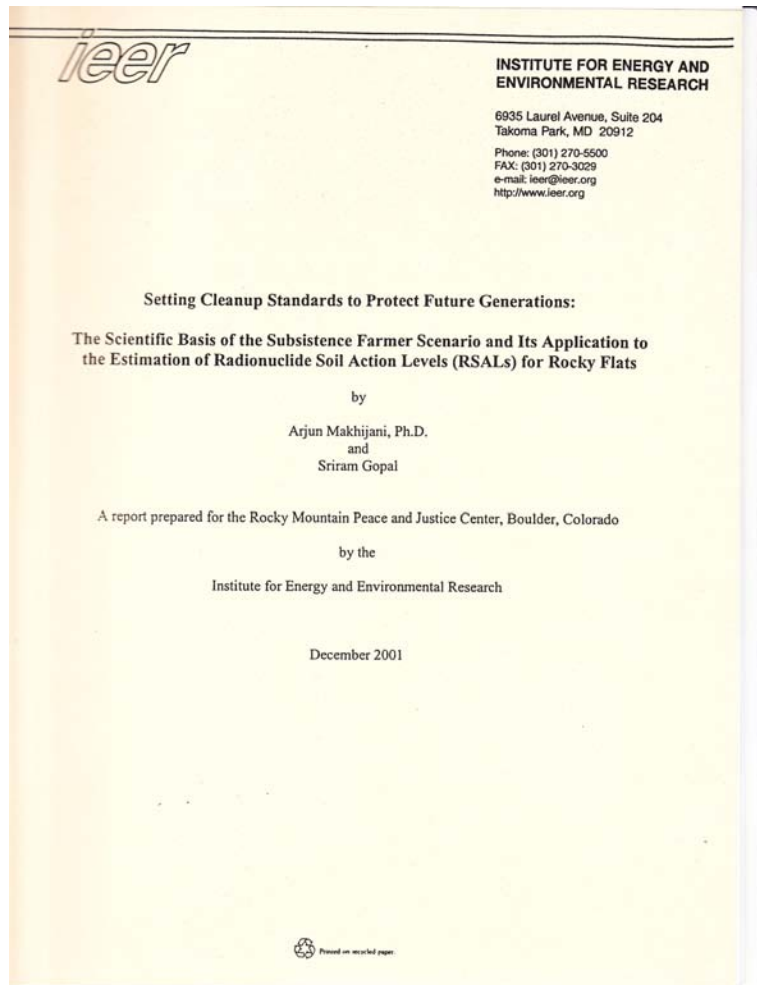 ieer
INSTITUTE FOR ENERGY AND
ENVIRONMENTAL RESEARCH
6935 Laurel Avenue, Suite 204
Takoma Park, MD 20912
Phone: (301) 270-5500
FAX: (301) 270-3029
e-mail: ieer@ieer.org
http://www.ieer.org
Setting Cleanup Standards to Protect Future Generations:
The Scientific Basis of the Subsistence Farmer Scenario and Its Application to
the Estimation of Radionuclide Soil Action Levels (RSALs) for Rocky Flats
by
Arjun Makhijani, Ph.D.
and
Sriram Gopal
A report prepared for the Rocky Mountain Peace and Justice Center, Boulder, Colorado
by the
Institute for Energy and Environmental Research
December 2001
Printed on recycled paper.